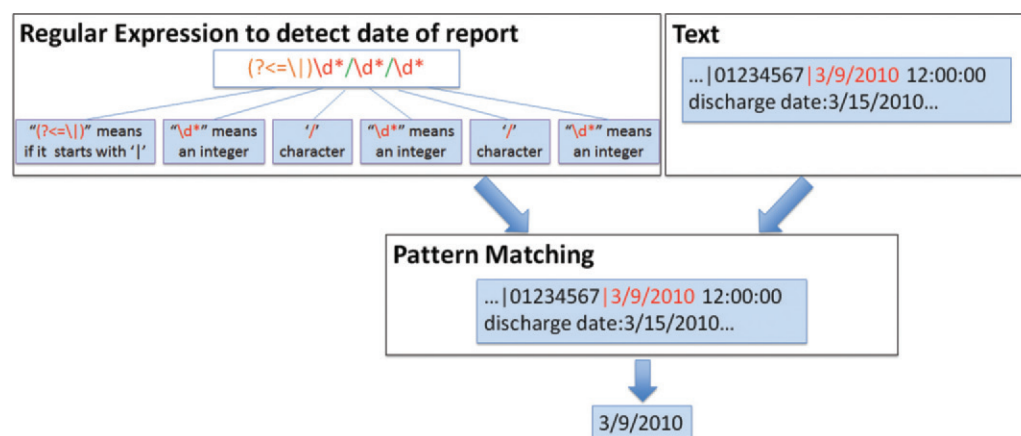 Regular Expression to detect date of report
(?<=\|)\d*/\d*/\d*
"(?<=\|)" means
if it starts with '|'
"\d*" means
an integer
'/'
character
"\d*" means
an integer
'/'
character
"\d*" means
an integer
Text
...|01234567|3/9/2010 12:00:00
discharge date:3/15/2010...
Pattern Matching
...|01234567|3/9/2010 12:00:00
discharge date:3/15/2010...
3/9/2010